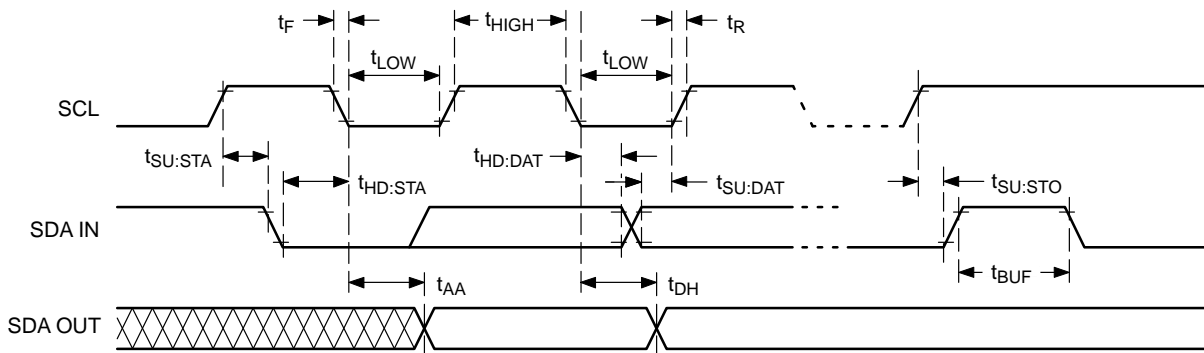 tF
tHIGH
tR
tLOW
tLOW
SCL
tSU:STA
tHD:DAT
tHD:STA
tSU:DAT
tSU:STO
SDA IN
tBUF
tAA
tDH
SDA OUT